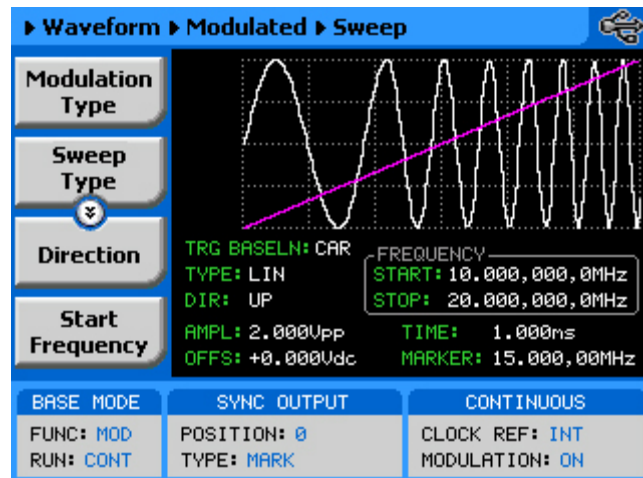 ▸ Waveform ▸ Modulated ▸ Sweep
Modulation
Type
Sweep
Type
Direction
Start
Frequency
TRG BASELN: CAR
TYPE: LIN
DIR: UP
FREQUENCY
START: 10.000,000,0MHz
STOP: 20.000,000,0MHz
AMPL: 2.000Vpp
TIME: 1.000ms
OFFS: +0.000Vdc
MARKER: 15.000,00MHz
BASE MODE
FUNC: MOD
RUN: CONT
SYNC OUTPUT
POSITION: 0
TYPE: MARK
CONTINUOUS
CLOCK REF: INT
MODULATION: ON